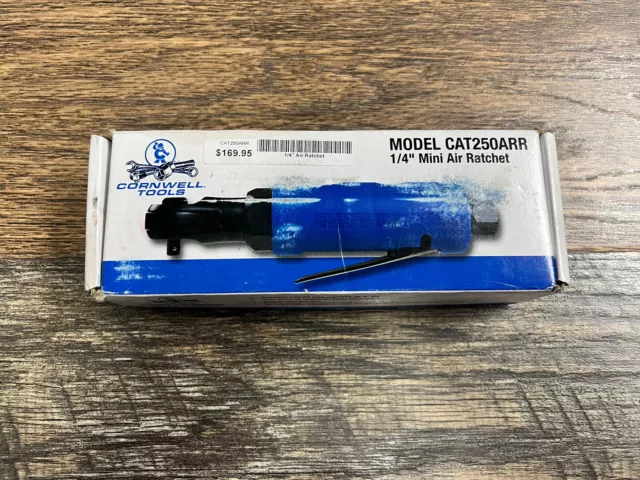 CORNWELL.
TOOLS
CAT250ARR
$169.95
1/4" Air Ratchet
MODEL CAT250ARR
1/4" Mini Air Ratchet